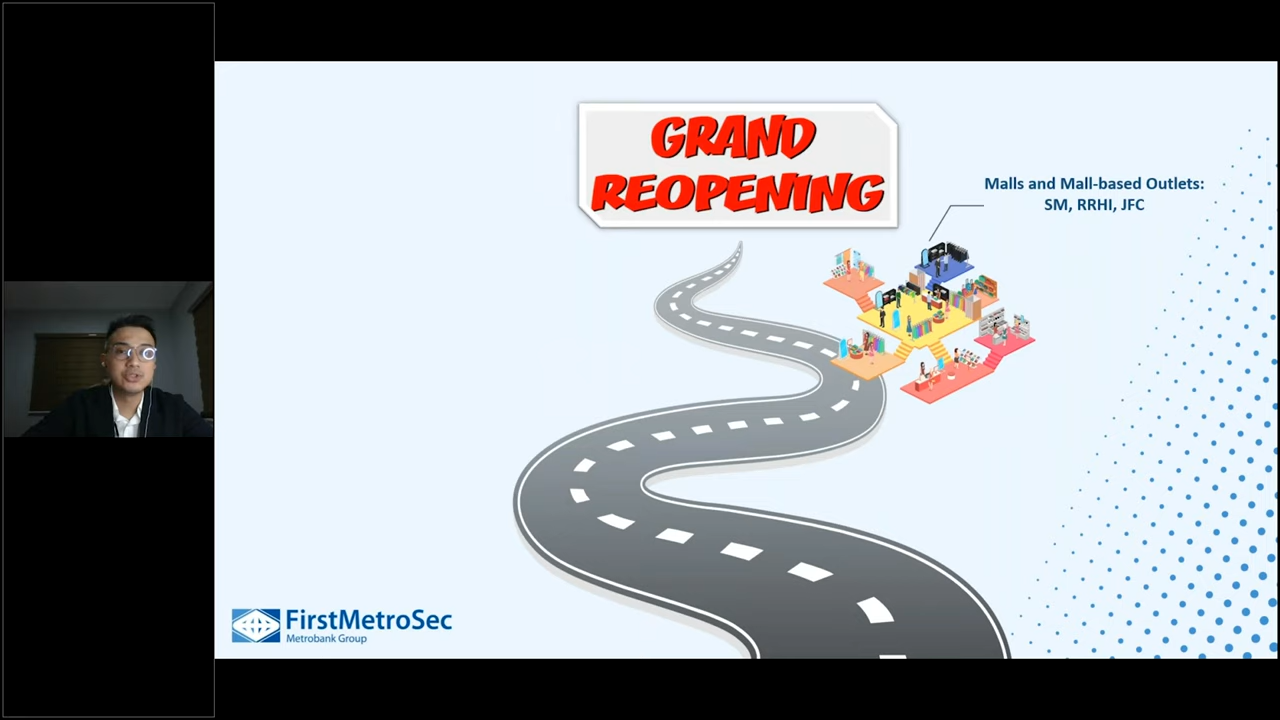 GRAND
REOPENING
Malls and Mall-based Outlets:
SM, RRHI, JFC
FirstMetroSec
Metrobank Group